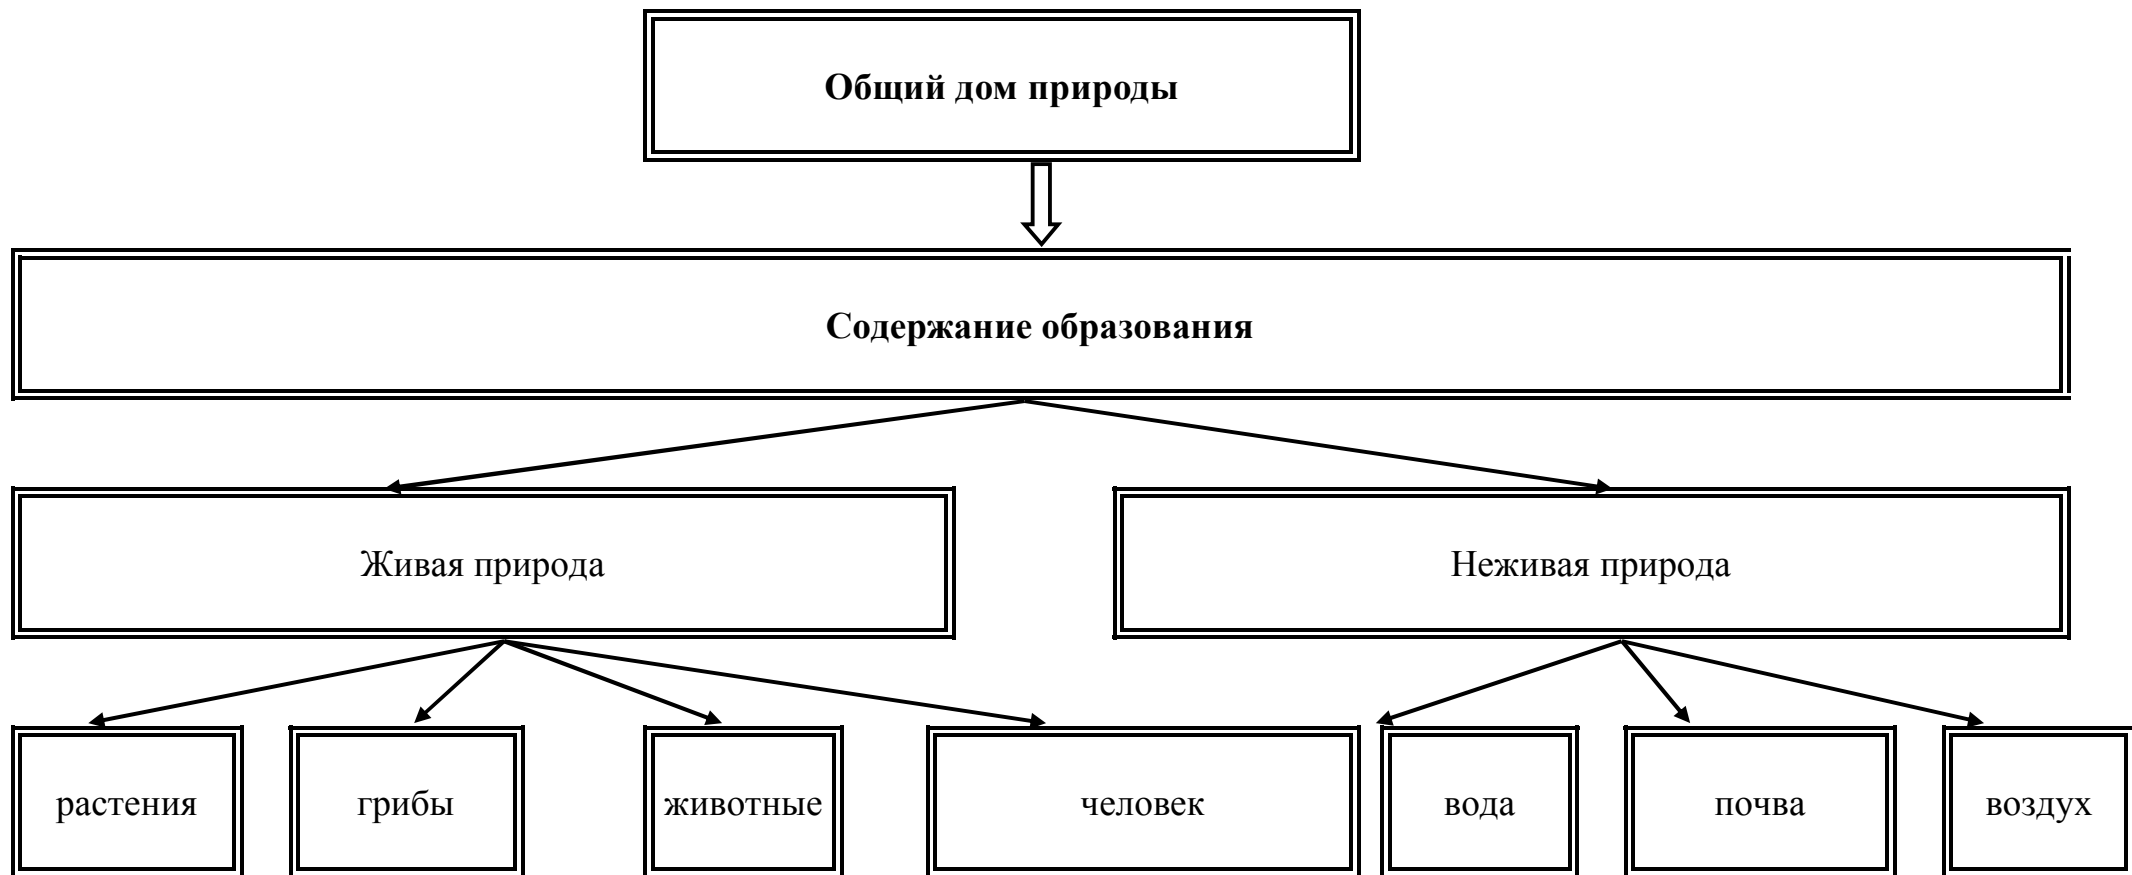 Общий дом природы
Содержание образования
Живая природа
Неживая природа
растения
грибы
животные
человек
вода
почва
воздух